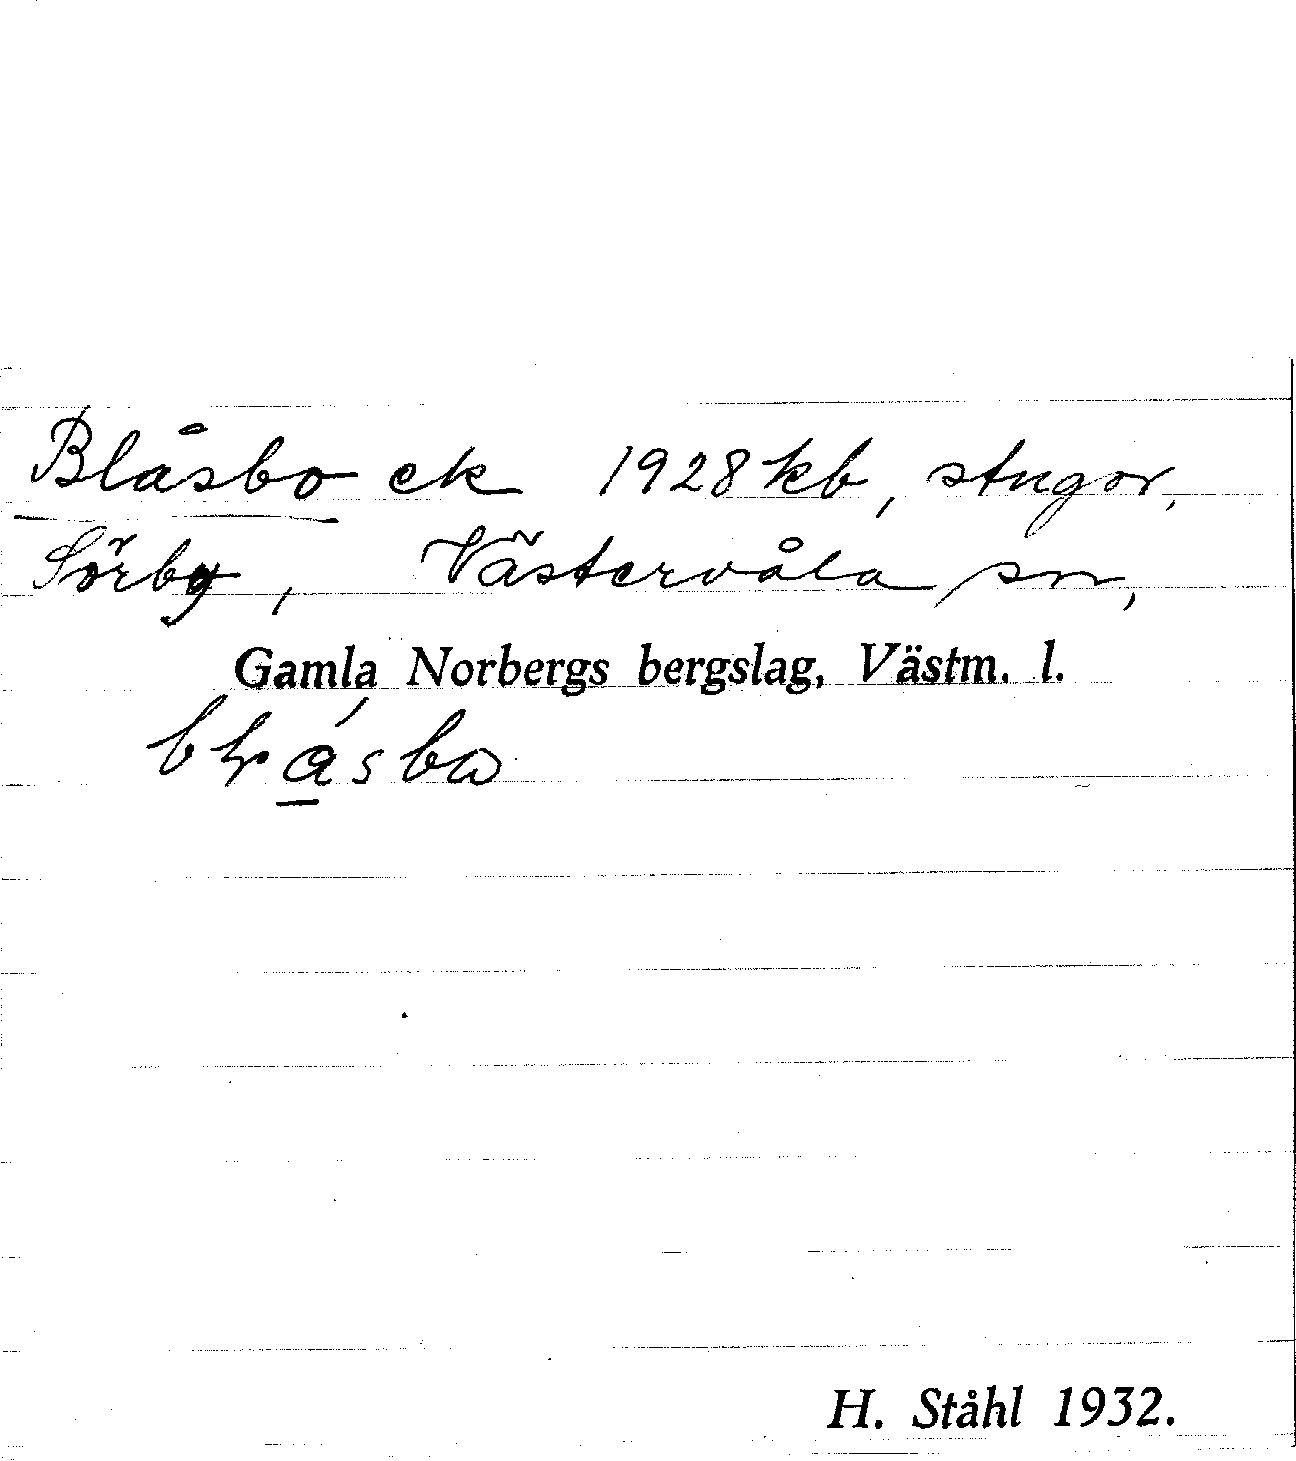 Blåsbo ek 1928 kb, stugor,
Sörby, Västervåla sn,
Gamla Norbergs bergslag, Västm. l.
H. Ståhl 1932.